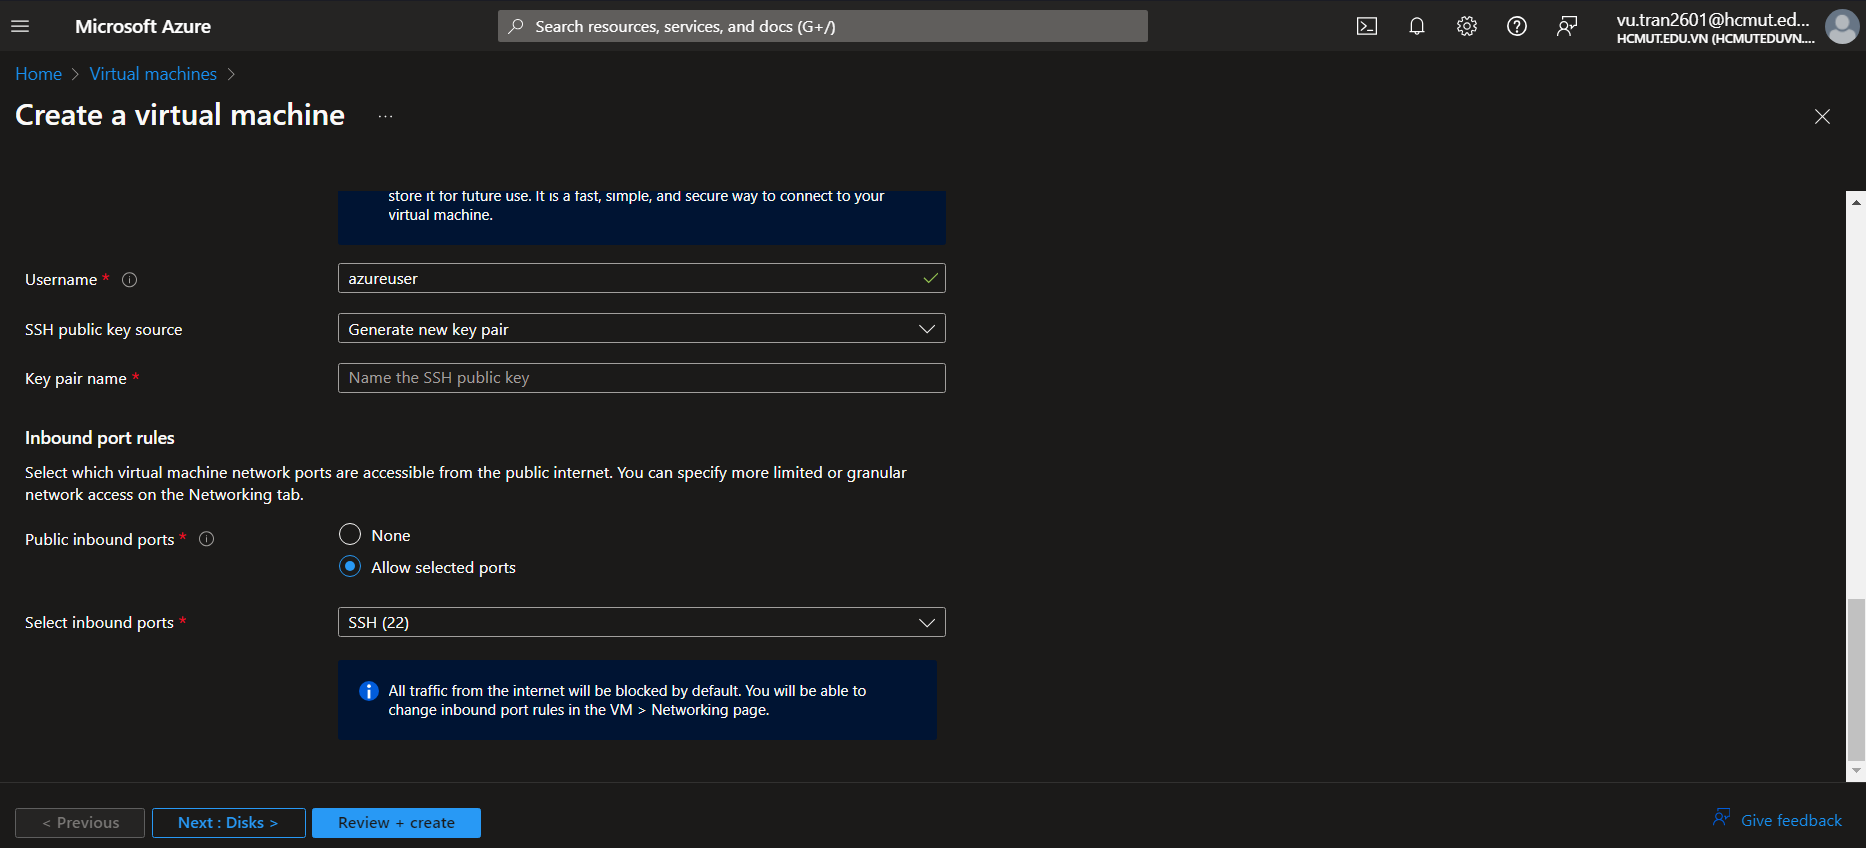 Microsoft Azure
Search resources, services, and docs (G+/)
vu.tran2601@hcmut.ed...
HCMUT.EDU.VN (HCMUTEDUVN....
Home > Virtual machines >
Create a virtual machine ...
store it for future use. It is a fast, simple, and secure way to connect to your
virtual machine.
Username *
azureuser
SSH public key source
Generate new key pair
Key pair name *
Name the SSH public key
Inbound port rules
Select which virtual machine network ports are accessible from the public internet. You can specify more limited or granular
network access on the Networking tab.
Public inbound ports *
None
Allow selected ports
Select inbound ports *
SSH (22)
All traffic from the internet will be blocked by default. You will be able to
change inbound port rules in the VM > Networking page.
< Previous
Next : Disks >
Review + create
Give feedback